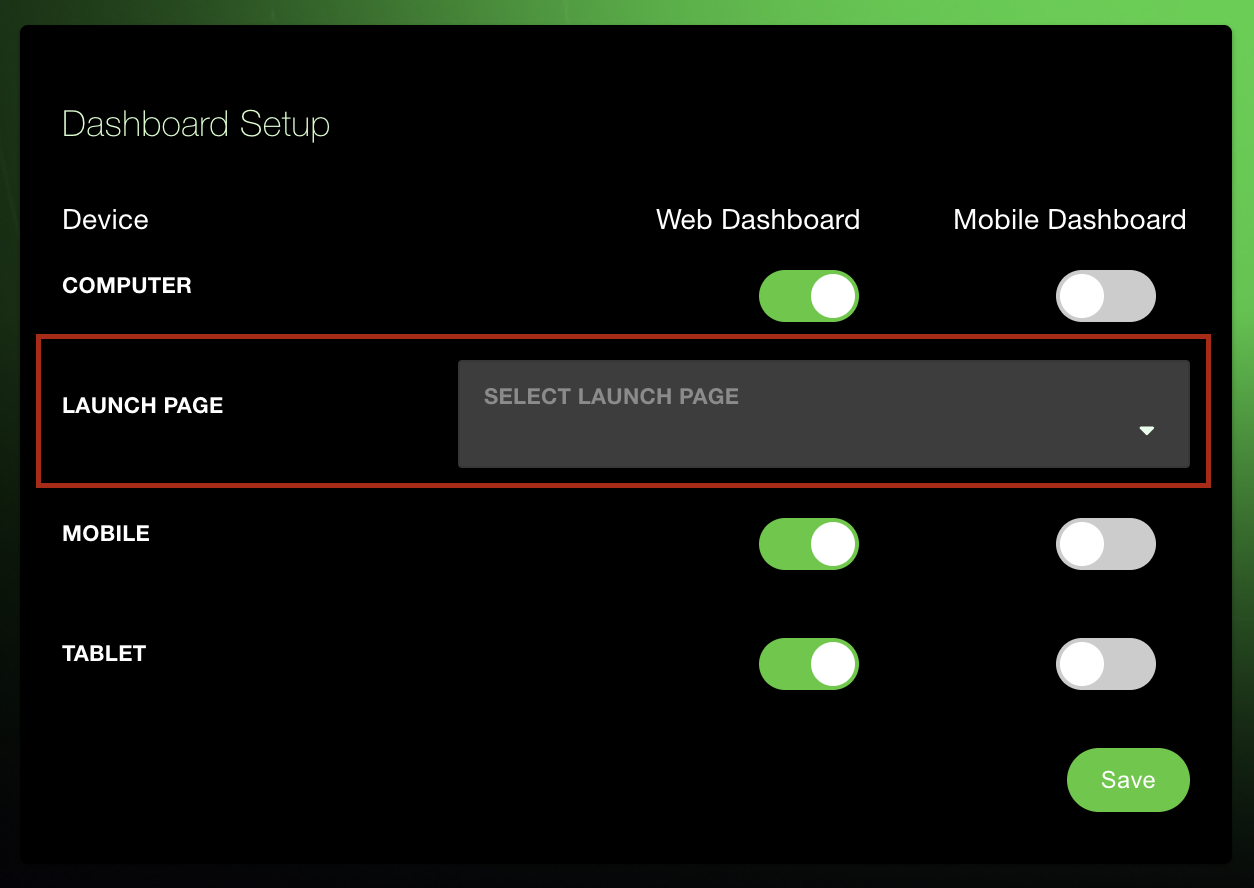 Dashboard Setup
Device Web Dashboard Mobile Dashboard
COMPUTER
LAUNCH PAGE SELECT LAUNCH PAGE
MOBILE
TABLET
Save